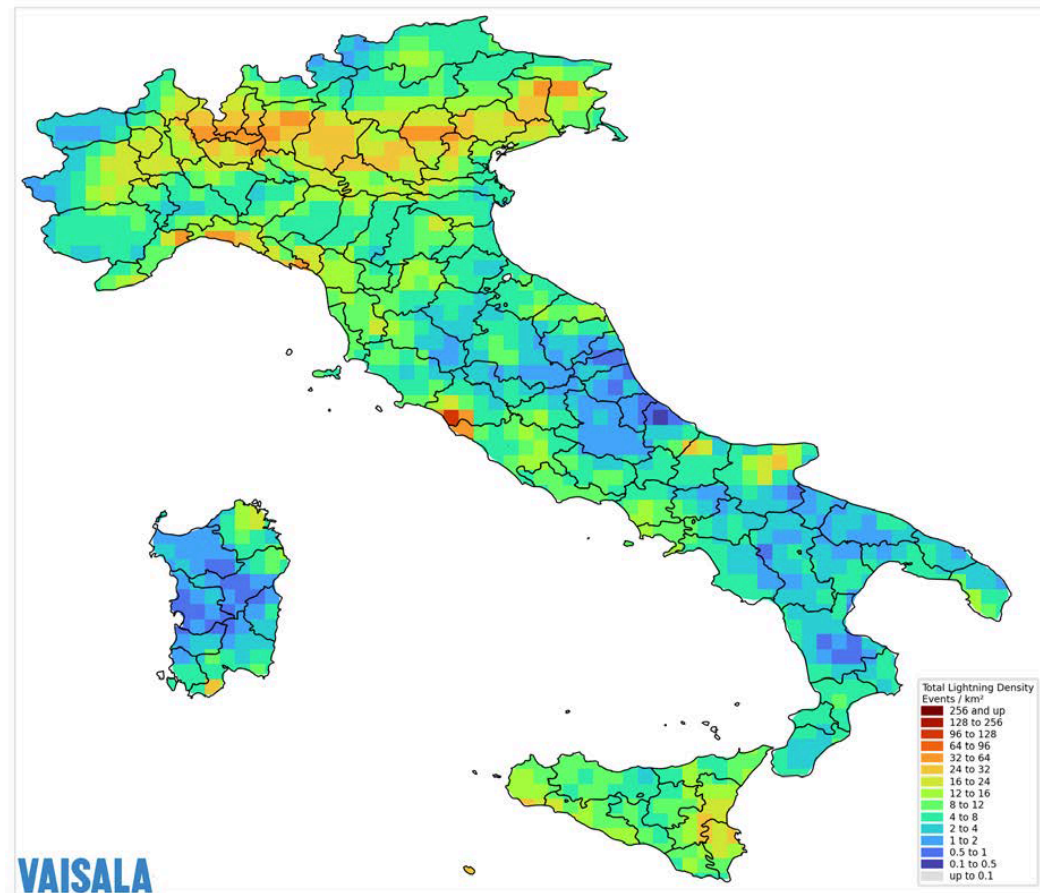 Total Lightning Density
Events / km²
256 and up
128 to 256
96 to 128
64 to 96
32 to 64
24 to 32
16 to 24
12 to 16
8 to 12
4 to 8
2 to 4
1 to 2
0.5 to 1
0.1 to 0.5
up to 0.1
VAISALA